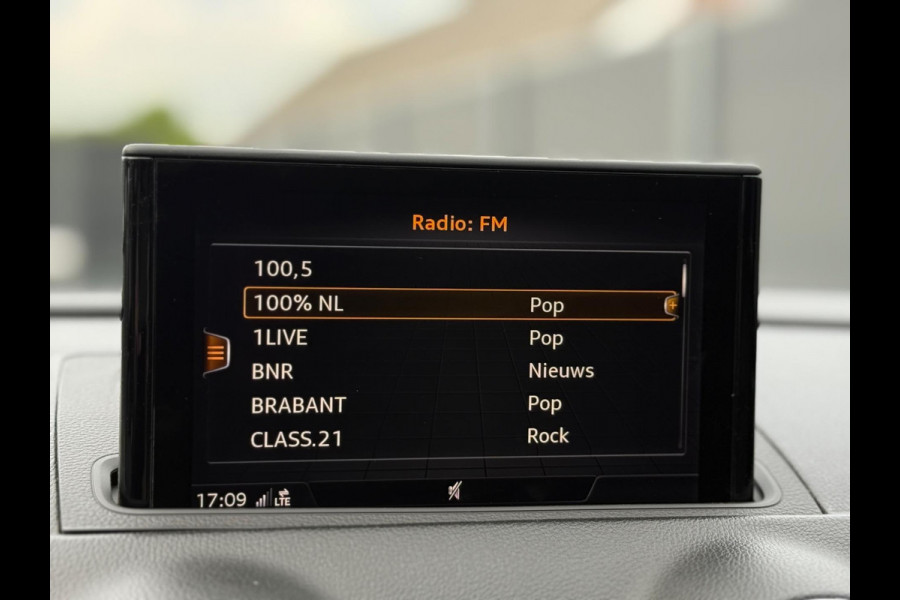 Radio: FM
100,5
100% NL Pop
1LIVE Pop
BNR Nieuws
BRABANT Pop
CLASS.21 Rock
17:09 LTE